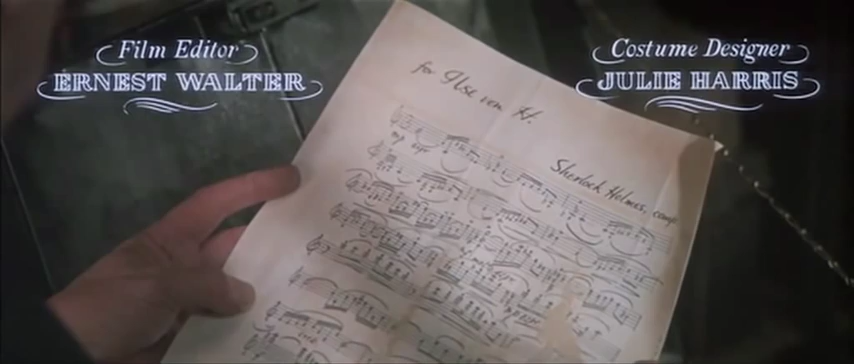 Film Editor
ERNEST WALTER
Costume Designer
JULIE HARRIS
for Ilse von H.
Sherlock Holmes, comp.